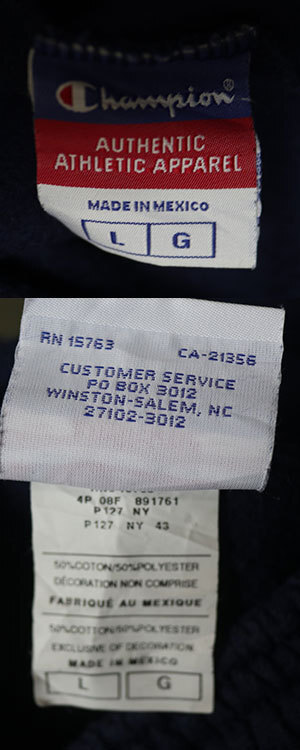 Champion®
AUTHENTIC
ATHLETIC APPAREL
MADE IN MEXICO
L G
RN 15763 CA-21356
CUSTOMER SERVICE
PO BOX 3012
WINSTON-SALEM, NC
27102-3012
4P 08F 891761
P127 NY
P127 NY 43
50%COTON/50%POLYESTER
DÉCORATION NON COMPRISE
FABRIQUÉ AU MEXIQUE
50%COTTON/50%POLYESTER
EXCLUSIVE OF DECORATION
MADE IN MEXICO
L G